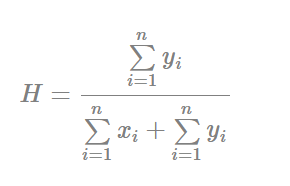 H = \frac{\sum_{i=1}^{n} y_i}{\sum_{i=1}^{n} x_i + \sum_{i=1}^{n} y_i}